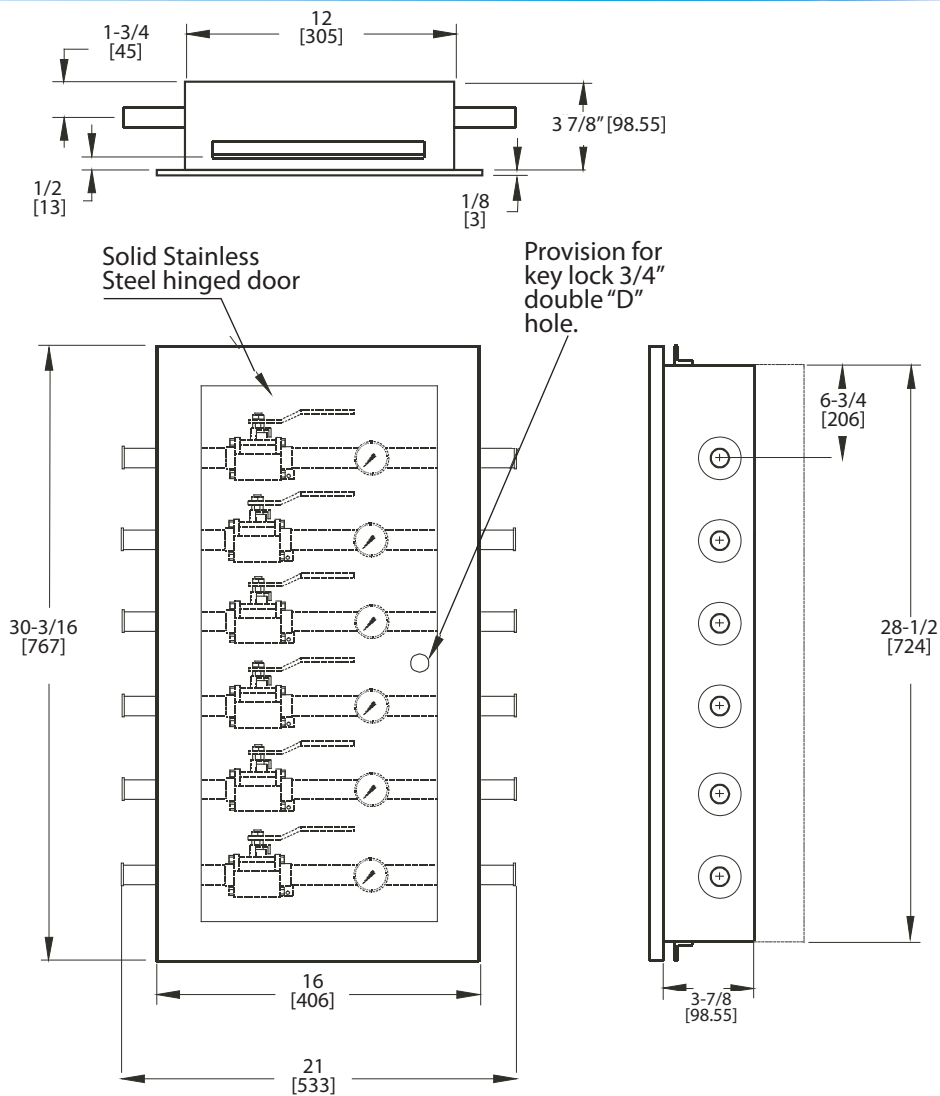 12
[305]
1-3/4
[45]
3 7/8” [98.55]
1/2
[13]
1/8
[3]
Solid Stainless
Steel hinged door
Provision for
key lock 3/4”
double “D”
hole.
6-3/4
[206]
30-3/16
[767]
28-1/2
[724]
16
[406]
3-7/8
[98.55]
21
[533]